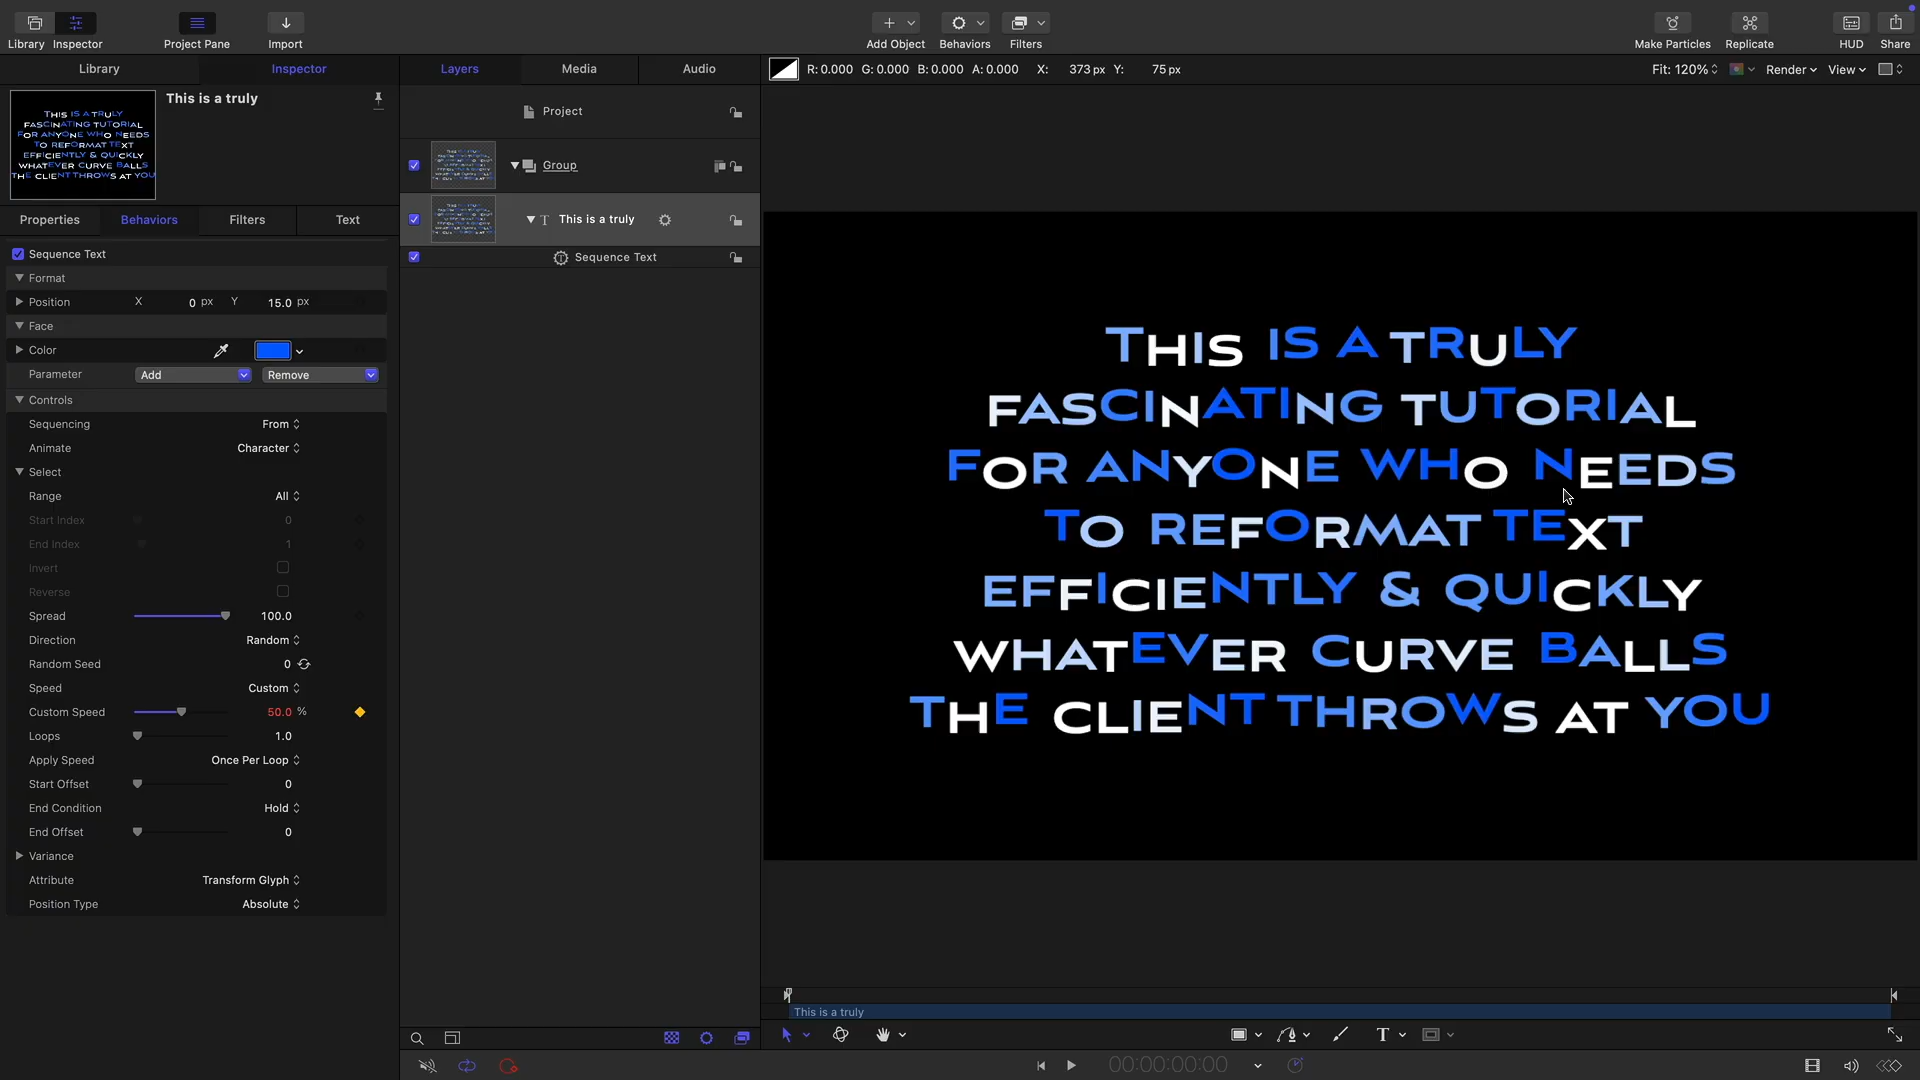 Library Inspector Project Pane Import Add Object Behaviors Filters Make Particles Replicate HUD Share
Library Inspector Layers Media Audio R: 0.000 G: 0.000 B: 0.000 A: 0.000 X: 373 px Y: 75 px Fit: 120% Render View
This is a truly
Project
Group
Properties Behaviors Filters Text
This is a truly
Sequence Text
Sequence Text
Format
Position X 0 px Y 15.0 px
Face
Color
Parameter Add Remove
Controls
Sequencing From
Animate Character
Select
Range All
Start Index 0
End Index 1
Invert
Reverse
Spread 100.0
Direction Random
Random Seed 0
Speed Custom
Custom Speed 50.0 %
Loops 1.0
Apply Speed Once Per Loop
Start Offset 0
End Condition Hold
End Offset 0
Variance
Attribute Transform Glyph
Position Type Absolute
THIS IS A TRULY
FASCINATING TUTORIAL
FOR ANYONE WHO NEEDS
TO REFORMAT TEXT
EFFICIENTLY & QUICKLY
WHATEVER CURVE BALLS
THE CLIENT THROWS AT YOU
This is a truly
T
00:00:00:00